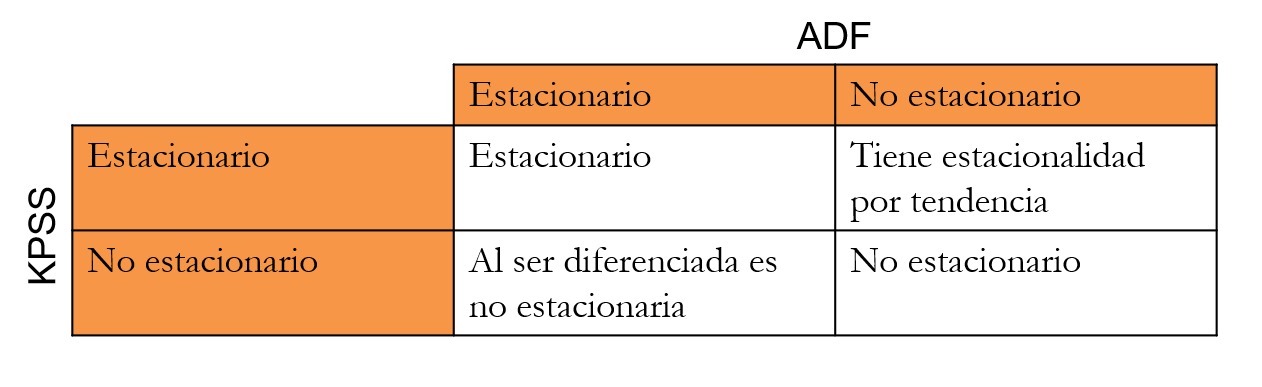 ADF
Estacionario
No estacionario
KPSS
Estacionario
Estacionario
Tiene estacionalidad
por tendencia
No estacionario
Al ser diferenciada es
no estacionaria
No estacionario